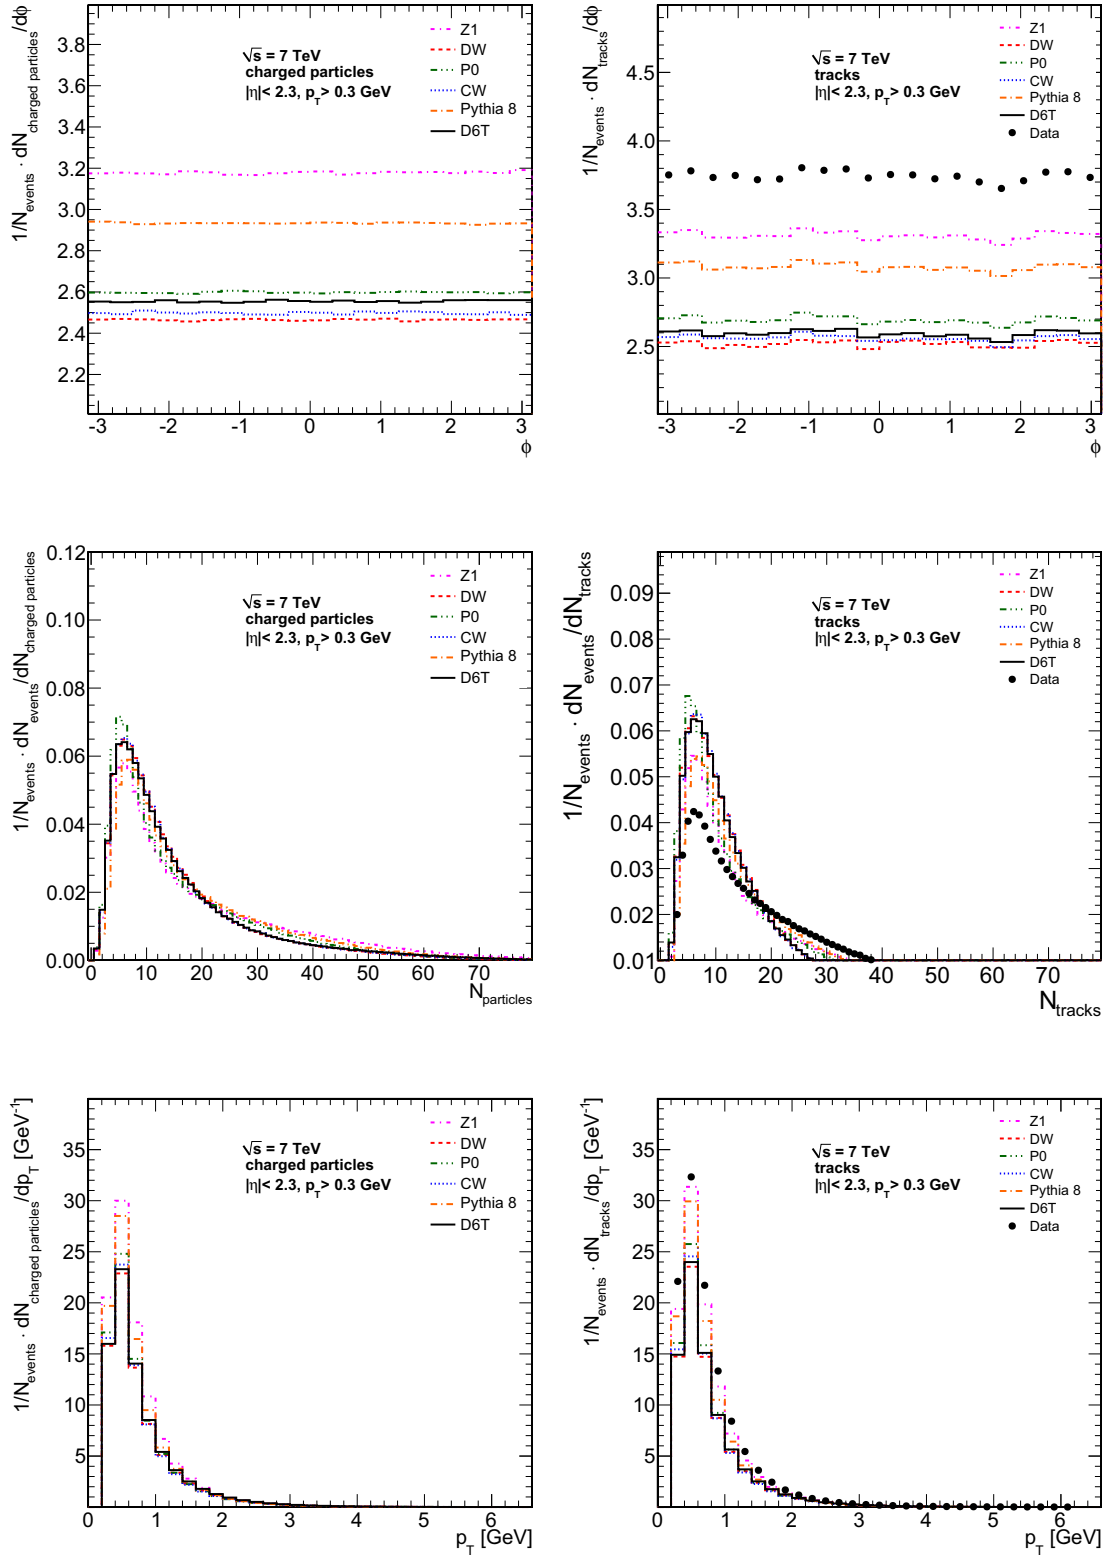 1/N_events · dN_charged particles/dϕ
3.8
3.6
3.4
3.2
3.0
2.8
2.6
2.4
2.2
√s = 7 TeV
charged particles
|η|< 2.3, p_T> 0.3 GeV
Z1
DW
P0
CW
Pythia 8
D6T
-3 -2 -1 0 1 2 3
ϕ
1/N_events · dN_tracks/dϕ
4.5
4.0
3.5
3.0
2.5
√s = 7 TeV
tracks
|η|< 2.3, p_T> 0.3 GeV
Z1
DW
P0
CW
Pythia 8
D6T
Data
-3 -2 -1 0 1 2 3
ϕ
1/N_events · dN_events/dN_charged particles
0.12
0.10
0.08
0.06
0.04
0.02
0.00
√s = 7 TeV
charged particles
|η|< 2.3, p_T> 0.3 GeV
Z1
DW
P0
CW
Pythia 8
D6T
0 10 20 30 40 50 60 70
N_particles
1/N_events · dN_events/dN_tracks
0.09
0.08
0.07
0.06
0.05
0.04
0.03
0.02
0.01
√s = 7 TeV
tracks
|η|< 2.3, p_T> 0.3 GeV
Z1
DW
P0
CW
Pythia 8
D6T
Data
0 10 20 30 40 50 60 70
N_tracks
1/N_events · dN_charged particles/dp_T [GeV⁻¹]
35
30
25
20
15
10
5
√s = 7 TeV
charged particles
|η|< 2.3, p_T> 0.3 GeV
Z1
DW
P0
CW
Pythia 8
D6T
0 1 2 3 4 5 6
p_T [GeV]
1/N_events · dN_tracks/dp_T [GeV⁻¹]
35
30
25
20
15
10
5
√s = 7 TeV
tracks
|η|< 2.3, p_T> 0.3 GeV
Z1
DW
P0
CW
Pythia 8
D6T
Data
0 1 2 3 4 5 6
p_T [GeV]